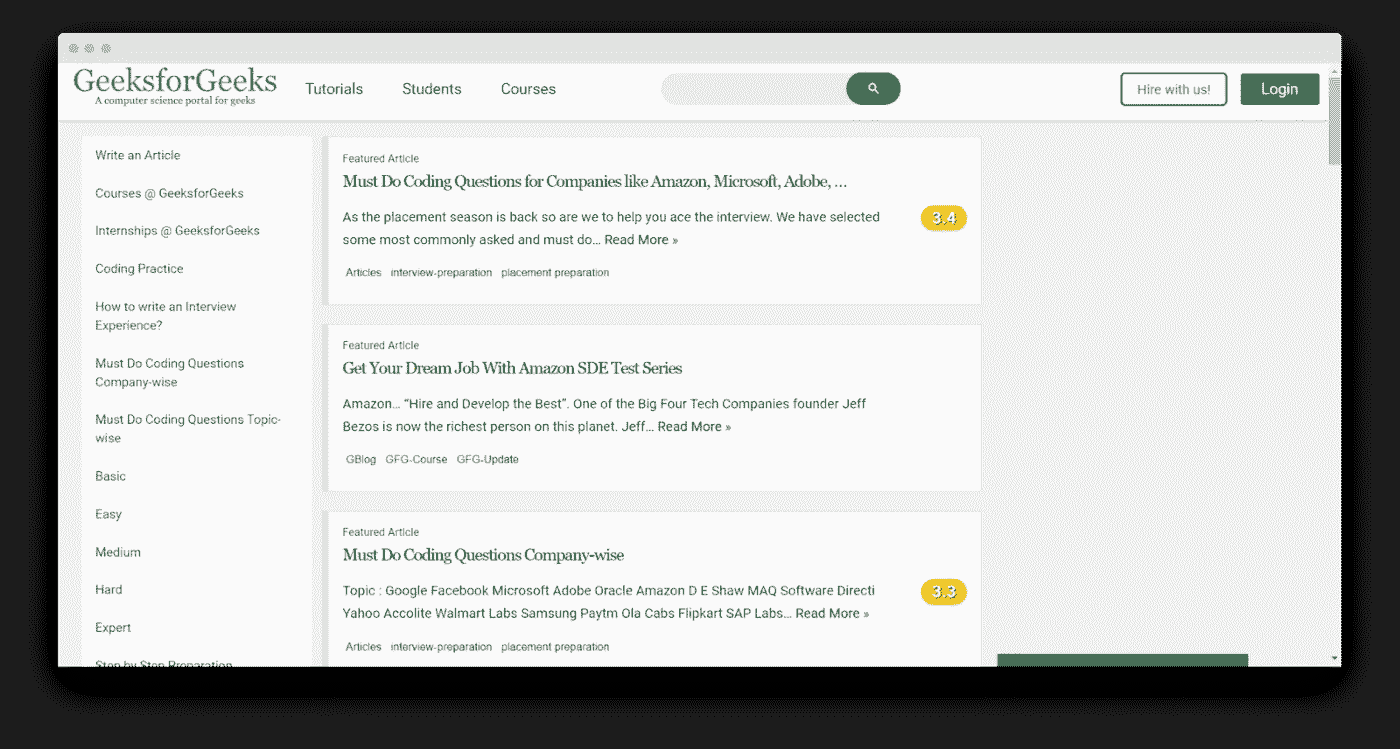 GeeksforGeeks
A computer science portal for geeks
Tutorials
Students
Courses
Hire with us!
Login
Write an Article
Courses @ GeeksforGeeks
Internships @ GeeksforGeeks
Coding Practice
How to write an Interview
Experience?
Must Do Coding Questions
Company-wise
Must Do Coding Questions Topic-
wise
Basic
Easy
Medium
Hard
Expert
Step by Step Preparation
Featured Article
Must Do Coding Questions for Companies like Amazon, Microsoft, Adobe, …
As the placement season is back so are we to help you ace the interview. We have selected
some most commonly asked and must do… Read More »
3.4
Articles interview-preparation placement preparation
Featured Article
Get Your Dream Job With Amazon SDE Test Series
Amazon… “Hire and Develop the Best”. One of the Big Four Tech Companies founder Jeff
Bezos is now the richest person on this planet. Jeff… Read More »
GBlog GFG-Course GFG-Update
Featured Article
Must Do Coding Questions Company-wise
Topic : Google Facebook Microsoft Adobe Oracle Amazon D E Shaw MAQ Software Directi
Yahoo Accolite Walmart Labs Samsung Paytm Ola Cabs Flipkart SAP Labs… Read More »
3.3
Articles interview-preparation placement preparation